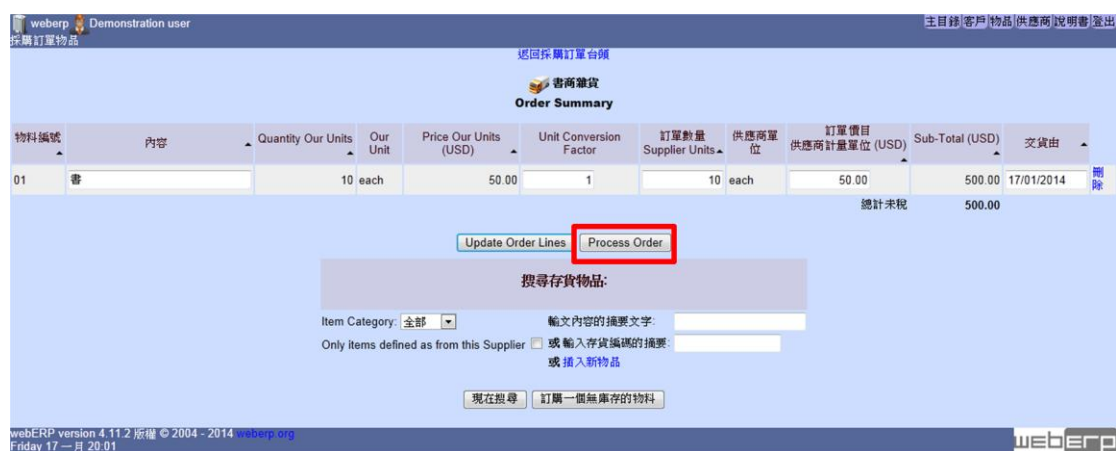 weberp Demonstration user
主目錄 客戶 物品 供應商 說明書 登出
採購訂單物品
返回採購訂單台頭
書商雜貨
Order Summary
物料編號 內容 Quantity Our Units Our Unit Price Our Units (USD) Unit Conversion Factor 訂單數量 Supplier Units 供應商單位 訂單價目 供應商計量單位 (USD) Sub-Total (USD) 交貨由
01 書 10 each 50.00 1 10 each 50.00 500.00 17/01/2014 刪除
總計未稅 500.00
Update Order Lines Process Order
搜尋存貨物品:
Item Category: 全部 輸文內容的摘要文字:
Only items defined as from this Supplier 或 輸入存貨編碼的摘要:
或 插入新物品
現在搜尋 訂購一個無庫存的物料
webERP version 4.11.2 版權 © 2004 - 2014 weberp.org
Friday 17 一月 20:01
weberp